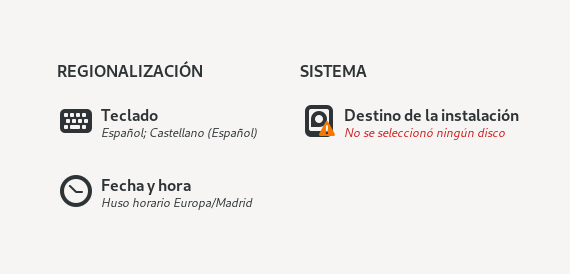 REGIONALIZACIÓN
Teclado
Español; Castellano (Español)
Fecha y hora
Huso horario Europa/Madrid
SISTEMA
Destino de la instalación
No se seleccionó ningún disco